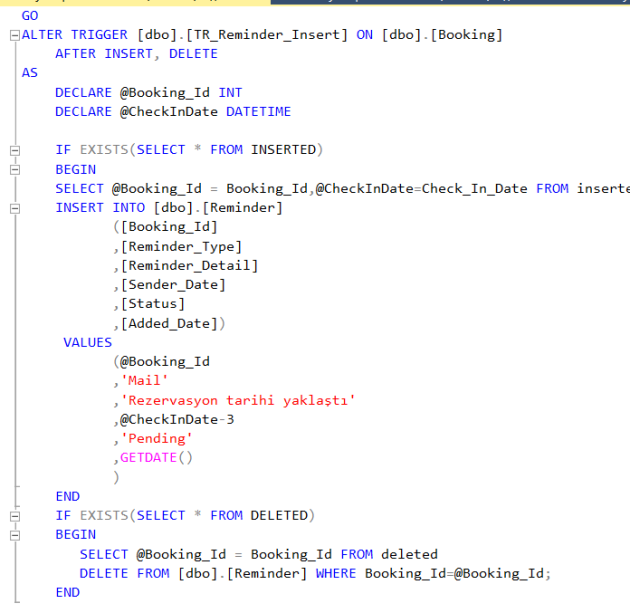 GO
ALTER TRIGGER [dbo].[TR_Reminder_Insert] ON [dbo].[Booking]
AFTER INSERT, DELETE
AS
DECLARE @Booking_Id INT
DECLARE @CheckInDate DATETIME
IF EXISTS(SELECT * FROM INSERTED)
BEGIN
SELECT @Booking_Id = Booking_Id,@CheckInDate=Check_In_Date FROM inserte
INSERT INTO [dbo].[Reminder]
([Booking_Id]
,[Reminder_Type]
,[Reminder_Detail]
,[Sender_Date]
,[Status]
,[Added_Date])
VALUES
(@Booking_Id
,'Mail'
,'Rezervasyon tarihi yaklaştı'
,@CheckInDate-3
,'Pending'
,GETDATE()
)
END
IF EXISTS(SELECT * FROM DELETED)
BEGIN
SELECT @Booking_Id = Booking_Id FROM deleted
DELETE FROM [dbo].[Reminder] WHERE Booking_Id=@Booking_Id;
END